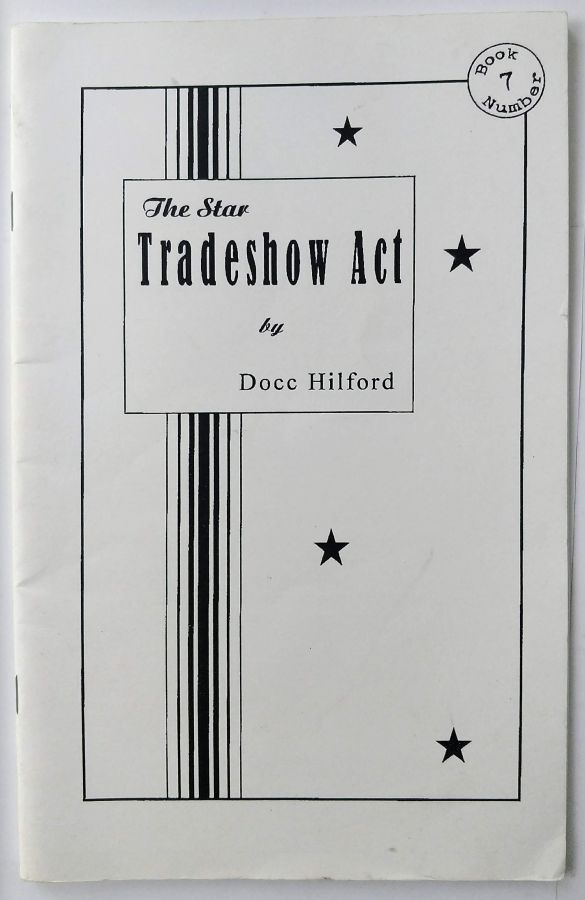 Book
7
Number
The Star
Tradeshow Act
by
Docc Hilford